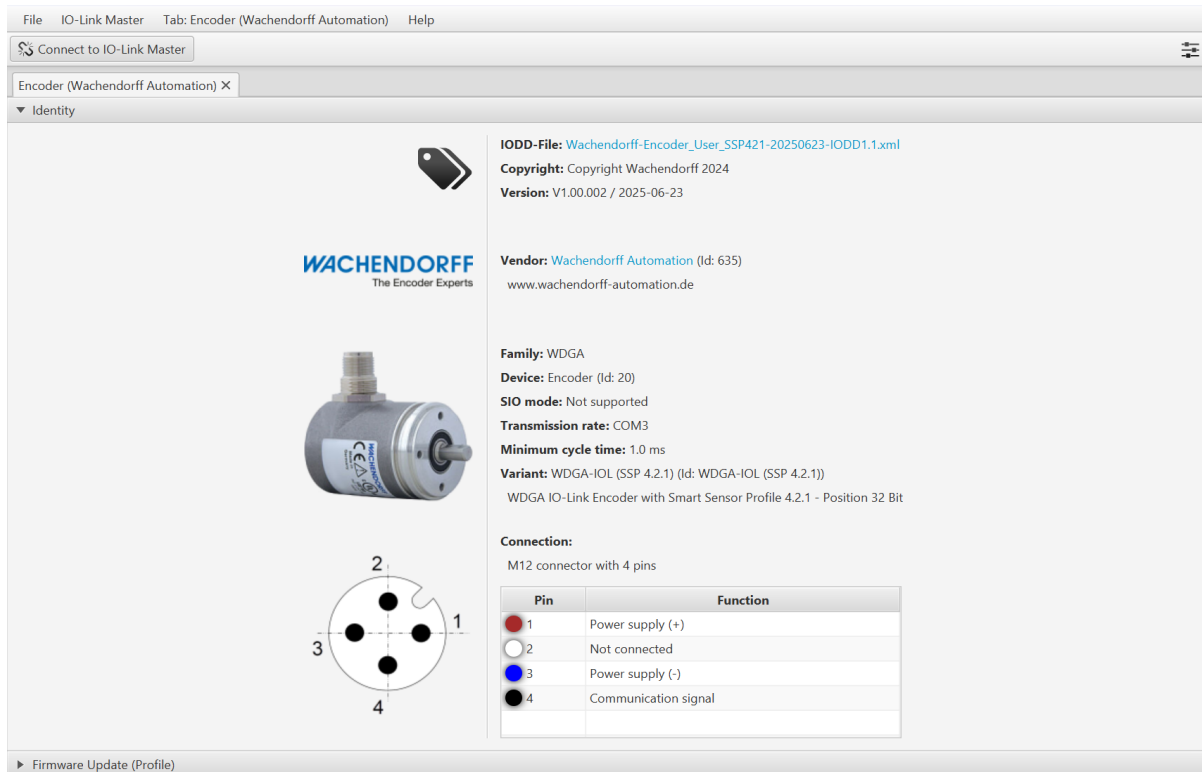 File IO-Link Master Tab: Encoder (Wachendorff Automation) Help
Connect to IO-Link Master
Encoder (Wachendorff Automation)
Identity
IODD-File: Wachendorff-Encoder_User_SSP421-20250623-IODD1.1.xml
Copyright: Copyright Wachendorff 2024
Version: V1.00.002 / 2025-06-23
WACHENDORFF
The Encoder Experts
Vendor: Wachendorff Automation (Id: 635)
www.wachendorff-automation.de
Family: WDGA
Device: Encoder (Id: 20)
SIO mode: Not supported
Transmission rate: COM3
Minimum cycle time: 1.0 ms
Variant: WDGA-IOL (SSP 4.2.1) (Id: WDGA-IOL (SSP 4.2.1))
WDGA IO-Link Encoder with Smart Sensor Profile 4.2.1 - Position 32 Bit
WACHENDORFF
CE
Connection:
M12 connector with 4 pins
2
1
3
4
Pin Function
1 Power supply (+)
2 Not connected
3 Power supply (-)
4 Communication signal
Firmware Update (Profile)